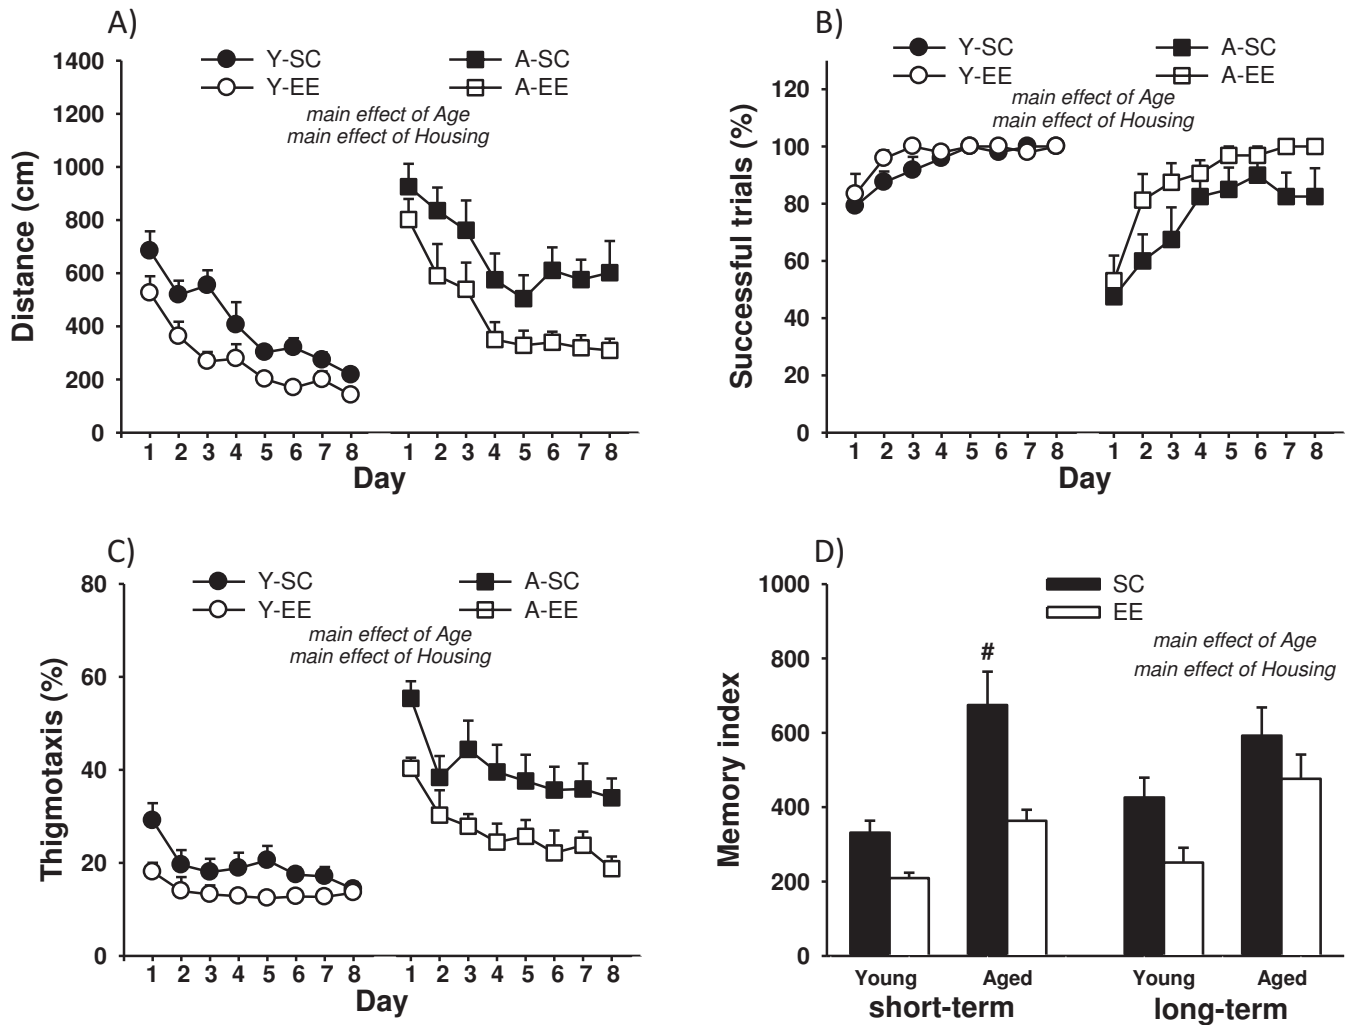 A)
Y-SC
A-SC
Y-EE
A-EE
main effect of Age
main effect of Housing
Distance (cm)
1400
1200
1000
800
600
400
200
0
1 2 3 4 5 6 7 8
1 2 3 4 5 6 7 8
Day
B)
Y-SC
A-SC
Y-EE
A-EE
main effect of Age
main effect of Housing
Successful trials (%)
120
100
80
60
40
20
0
1 2 3 4 5 6 7 8
1 2 3 4 5 6 7 8
Day
C)
Y-SC
A-SC
Y-EE
A-EE
main effect of Age
main effect of Housing
Thigmotaxis (%)
80
60
40
20
0
1 2 3 4 5 6 7 8
1 2 3 4 5 6 7 8
Day
D)
SC
EE
main effect of Age
main effect of Housing
#
Memory index
1000
800
600
400
200
0
Young Aged Young Aged
short-term long-term